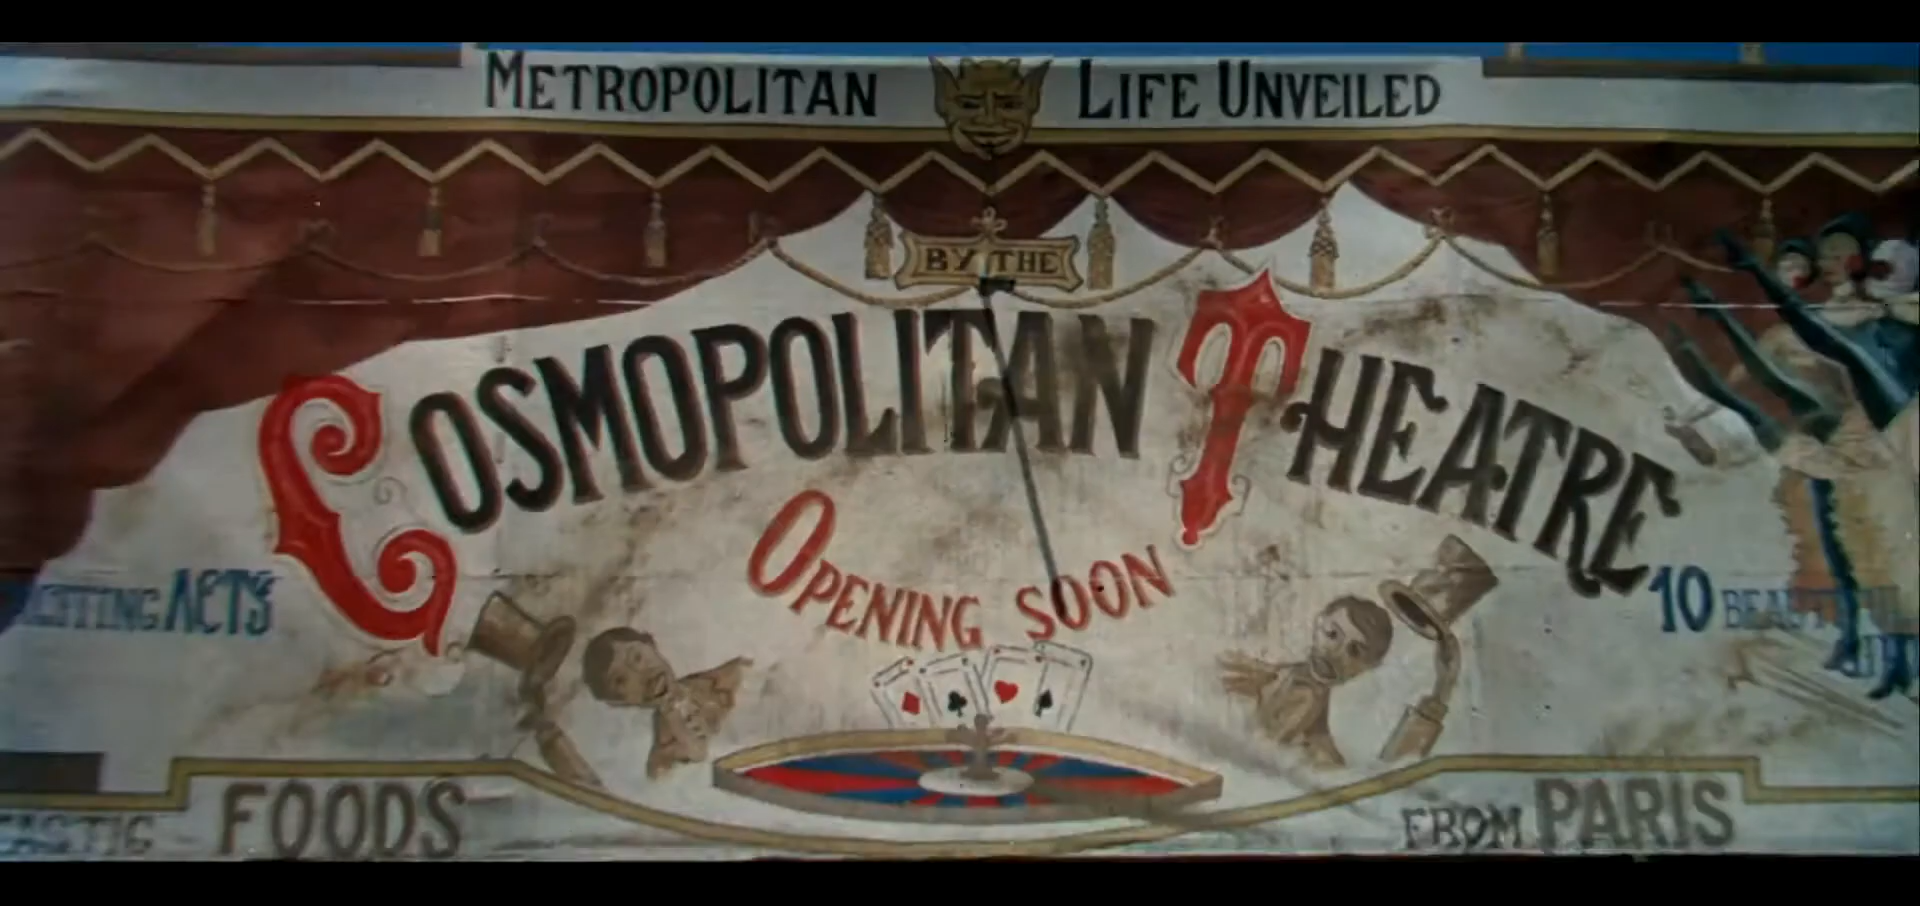 METROPOLITAN LIFE UNVEILED
BY THE
COSMOPOLITAN THEATRE
OPENING SOON
ACTS
10
FOODS
FROM PARIS